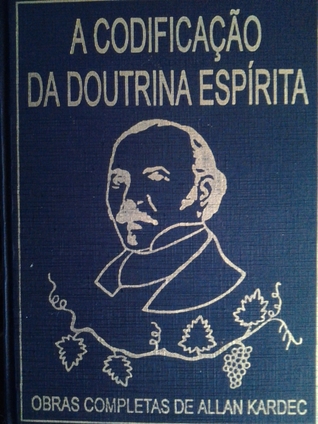 A CODIFICAÇÃO
DA DOUTRINA ESPÍRITA
OBRAS COMPLETAS DE ALLAN KARDEC